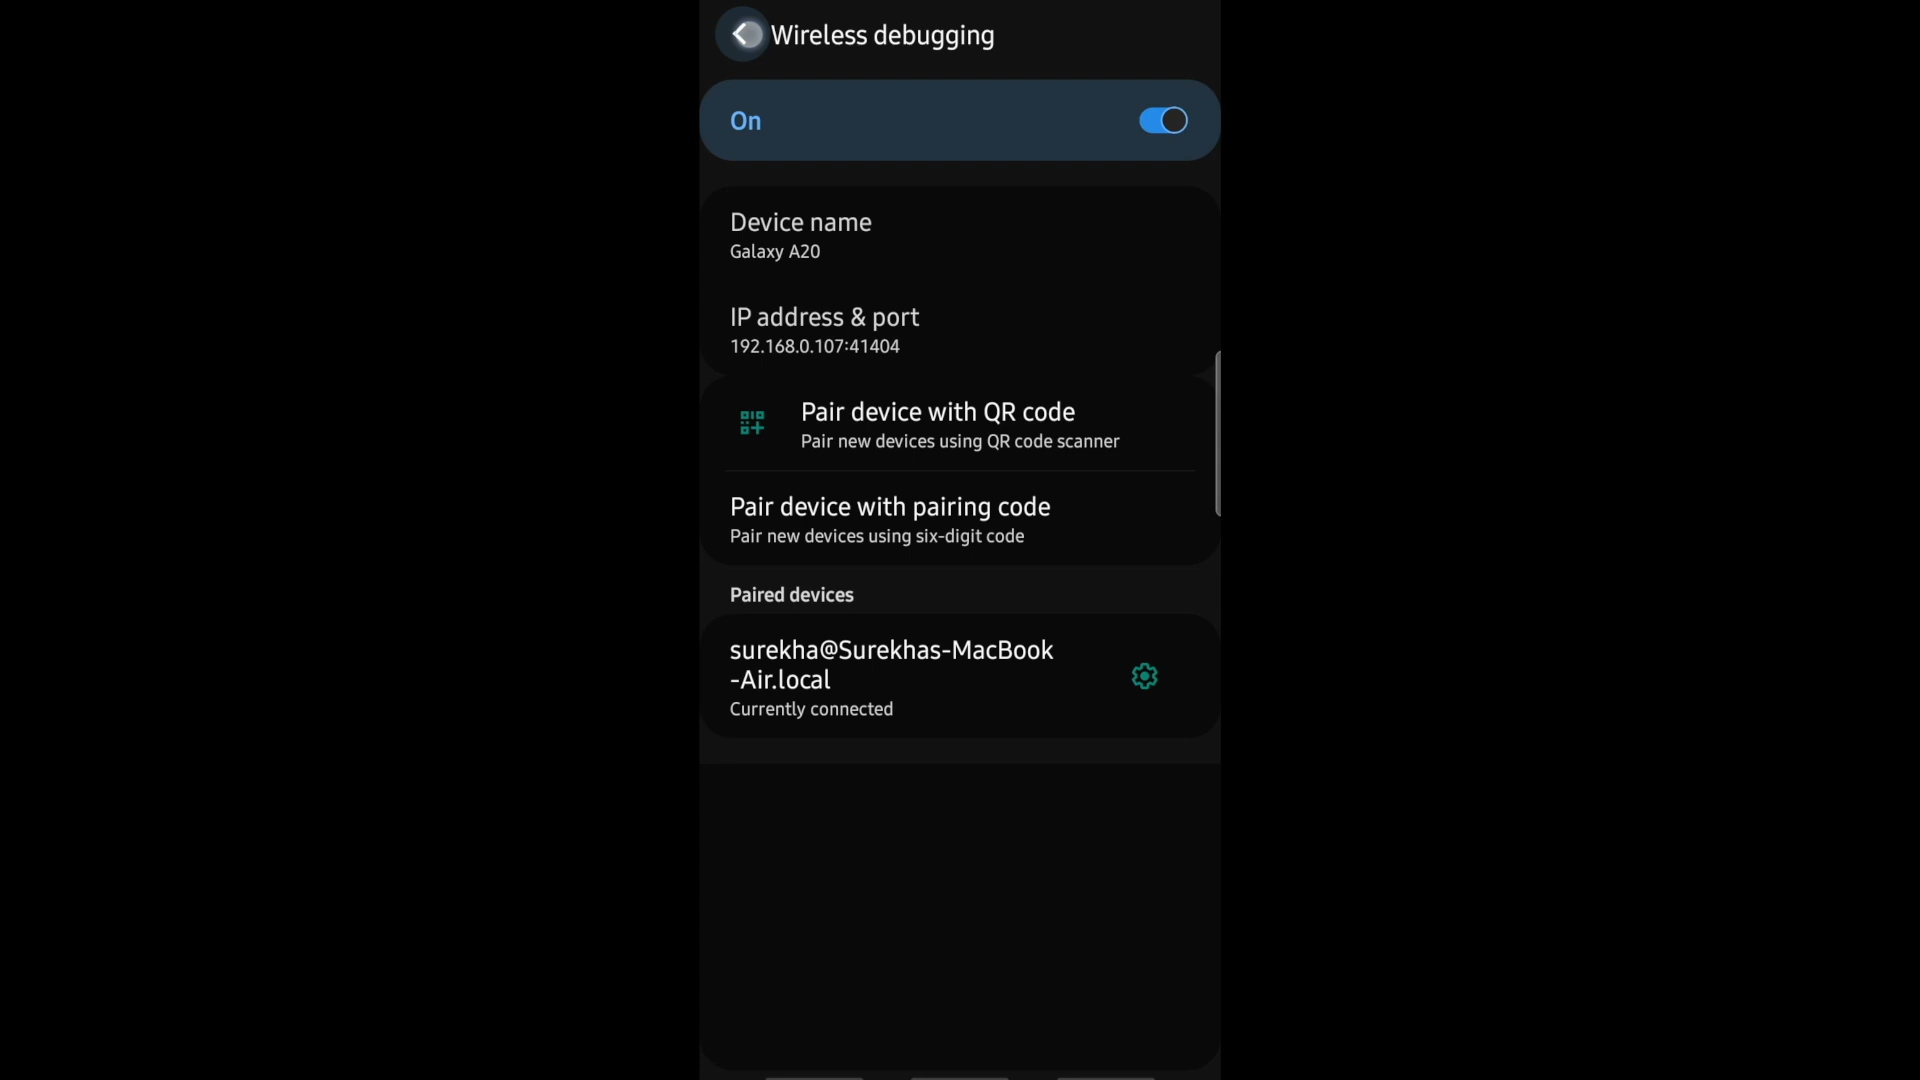 Wireless debugging
On
Device name
Galaxy A20
IP address & port
192.168.0.107:41404
Pair device with QR code
Pair new devices using QR code scanner
Pair device with pairing code
Pair new devices using six-digit code
Paired devices
surekha@Surekhas-MacBook
-Air.local
Currently connected